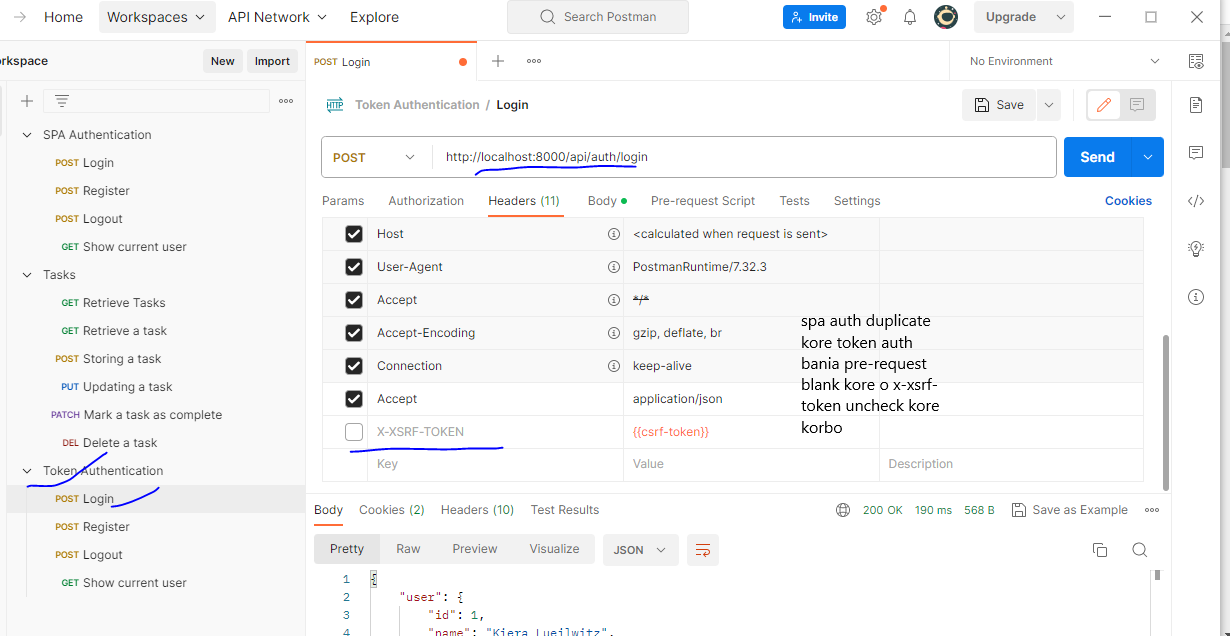 Home Workspaces API Network Explore Search Postman Invite Upgrade
rkspace New Import POST Login No Environment
SPA Authentication
POST Login
POST Register
POST Logout
GET Show current user
Tasks
GET Retrieve Tasks
GET Retrieve a task
POST Storing a task
PUT Updating a task
PATCH Mark a task as complete
DEL Delete a task
Token Authentication
POST Login
POST Register
POST Logout
GET Show current user
HTTP Token Authentication / Login Save
POST http://localhost:8000/api/auth/login Send
Params Authorization Headers (11) Body Pre-request Script Tests Settings Cookies
Host <calculated when request is sent>
User-Agent PostmanRuntime/7.32.3
Accept */*
Accept-Encoding gzip, deflate, br
Connection keep-alive
Accept application/json
X-XSRF-TOKEN {{csrf-token}}
Key Value Description
spa auth duplicate
kore token auth
bania pre-request
blank kore o x-xsrf-
token uncheck kore
korbo
Body Cookies (2) Headers (10) Test Results 200 OK 190 ms 568 B Save as Example
Pretty Raw Preview Visualize JSON
1 {
2 "user": {
3 "id": 1,
4 "name": "Kiera Lueilwitz",